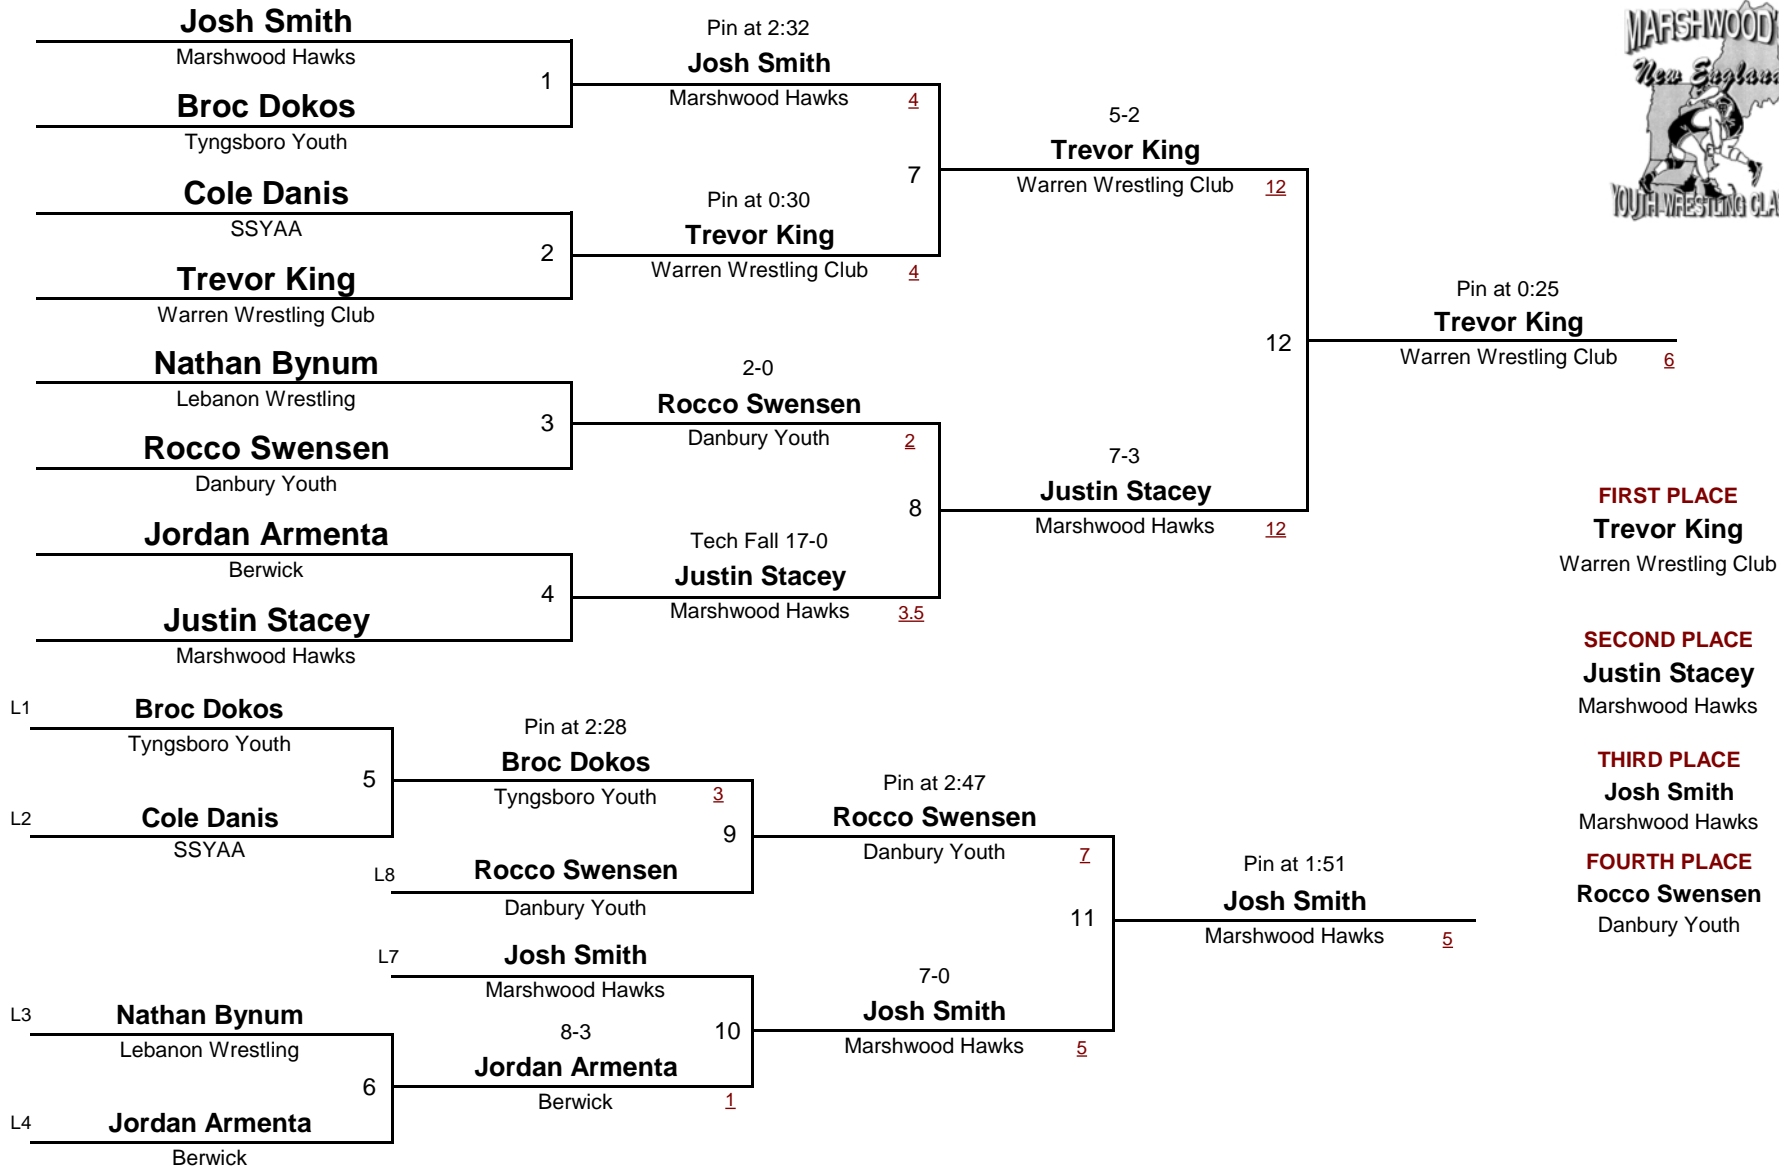 Josh Smith
Marshwood Hawks
1
Broc Dokos
Tyngsboro Youth
Cole Danis
SSYAA
2
Trevor King
Warren Wrestling Club
Nathan Bynum
Lebanon Wrestling
3
Rocco Swensen
Danbury Youth
Jordan Armenta
Berwick
4
Justin Stacey
Marshwood Hawks
Pin at 2:32
Josh Smith
Marshwood Hawks 4
7
Pin at 0:30
Trevor King
Warren Wrestling Club 4
2-0
Rocco Swensen
Danbury Youth 2
8
Tech Fall 17-0
Justin Stacey
Marshwood Hawks 3.5
5-2
Trevor King
Warren Wrestling Club 12
12
7-3
Justin Stacey
Marshwood Hawks 12
Pin at 0:25
Trevor King
Warren Wrestling Club 6
MARSHWOOD'
New England
YOUTH WRESTLING CLA
FIRST PLACE
Trevor King
Warren Wrestling Club
SECOND PLACE
Justin Stacey
Marshwood Hawks
THIRD PLACE
Josh Smith
Marshwood Hawks
FOURTH PLACE
Rocco Swensen
Danbury Youth
L1 Broc Dokos
Tyngsboro Youth
5
L2 Cole Danis
SSYAA
L3 Nathan Bynum
Lebanon Wrestling
6
L4 Jordan Armenta
Berwick
Pin at 2:28
Broc Dokos
Tyngsboro Youth 3
9
L8 Rocco Swensen
Danbury Youth
L7 Josh Smith
Marshwood Hawks
8-3 10
Jordan Armenta
Berwick 1
Pin at 2:47
Rocco Swensen
Danbury Youth 7
11
7-0
Josh Smith
Marshwood Hawks 5
Pin at 1:51
Josh Smith
Marshwood Hawks 5